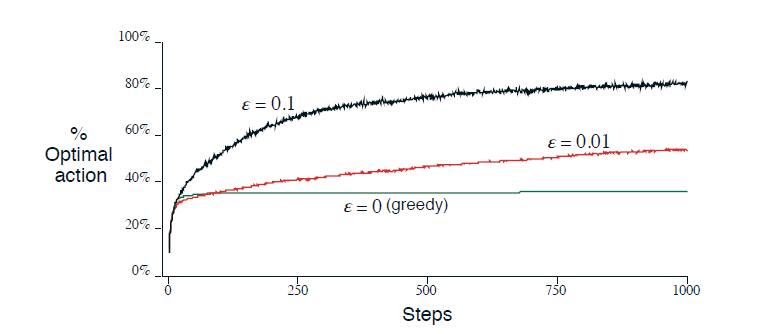 100%
80%
ε = 0.1
60%
%
Optimal
action
ε = 0.01
40%
ε = 0 (greedy)
20%
0%
0 250 500 750 1000
Steps